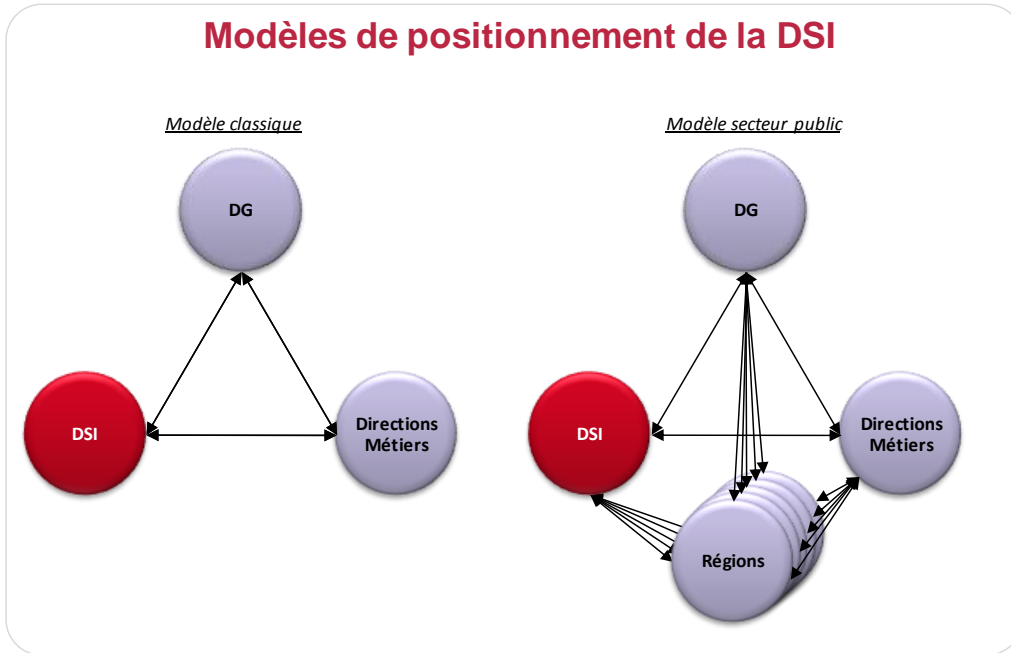 Modèles de positionnement de la DSI
Modèle classique
DG
DSI
Directions
Métiers
Modèle secteur public
DG
DSI
Directions
Métiers
Régions